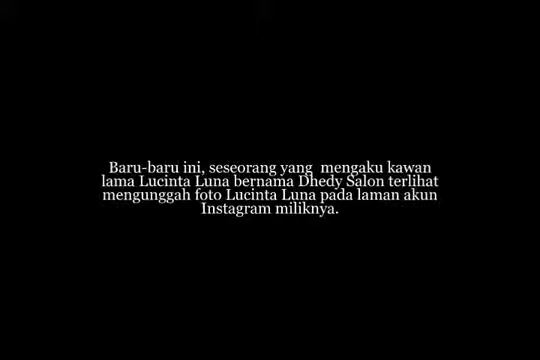 Baru-baru ini, seseorang yang  mengaku kawan
lama Lucinta Luna bernama Dhedy Salon terlihat
mengunggah foto Lucinta Luna pada laman akun
Instagram miliknya.